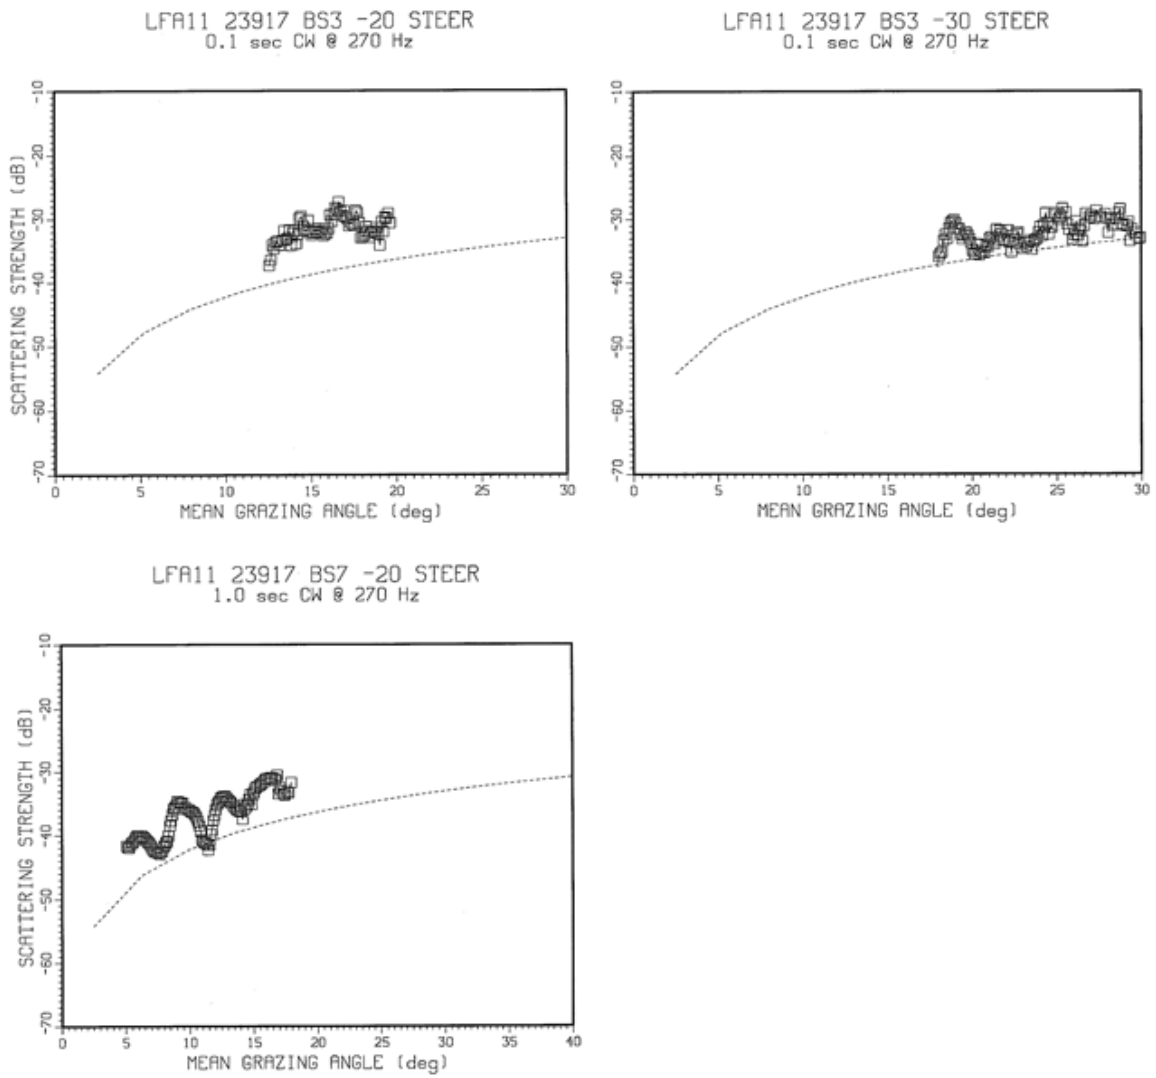 LFA11 23917 BS3 -20 STEER
0.1 sec CW @ 270 Hz
SCATTERING STRENGTH (dB)
-10
-20
-30
-40
-50
-60
-70
0 5 10 15 20 25 30
MEAN GRAZING ANGLE (deg)
LFA11 23917 BS3 -30 STEER
0.1 sec CW @ 270 Hz
-10
-20
-30
-40
-50
-60
-70
0 5 10 15 20 25 30
MEAN GRAZING ANGLE (deg)
LFA11 23917 BS7 -20 STEER
1.0 sec CW @ 270 Hz
SCATTERING STRENGTH (dB)
-10
-20
-30
-40
-50
-60
-70
0 5 10 15 20 25 30 35 40
MEAN GRAZING ANGLE (deg)